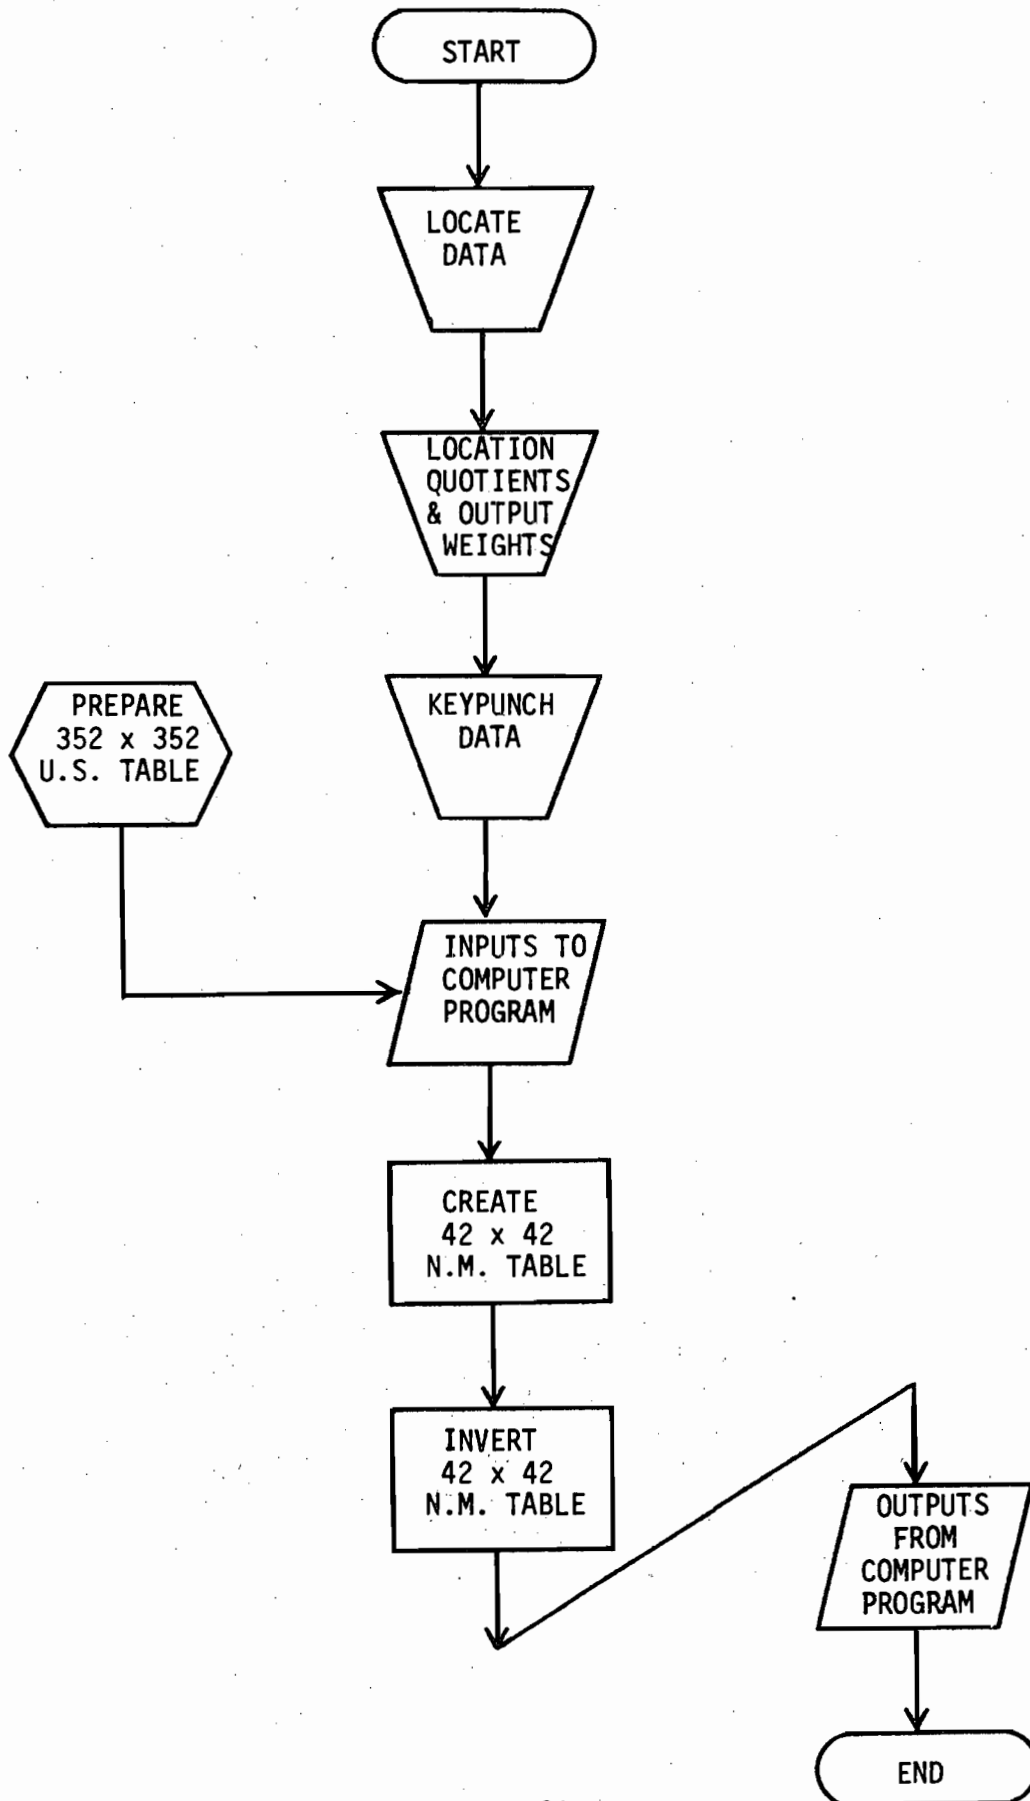 START
LOCATE
DATA
LOCATION
QUOTIENTS
& OUTPUT
WEIGHTS
KEYPUNCH
DATA
PREPARE
352 x 352
U.S. TABLE
INPUTS TO
COMPUTER
PROGRAM
CREATE
42 x 42
N.M. TABLE
INVERT
42 x 42
N.M. TABLE
OUTPUTS
FROM
COMPUTER
PROGRAM
END